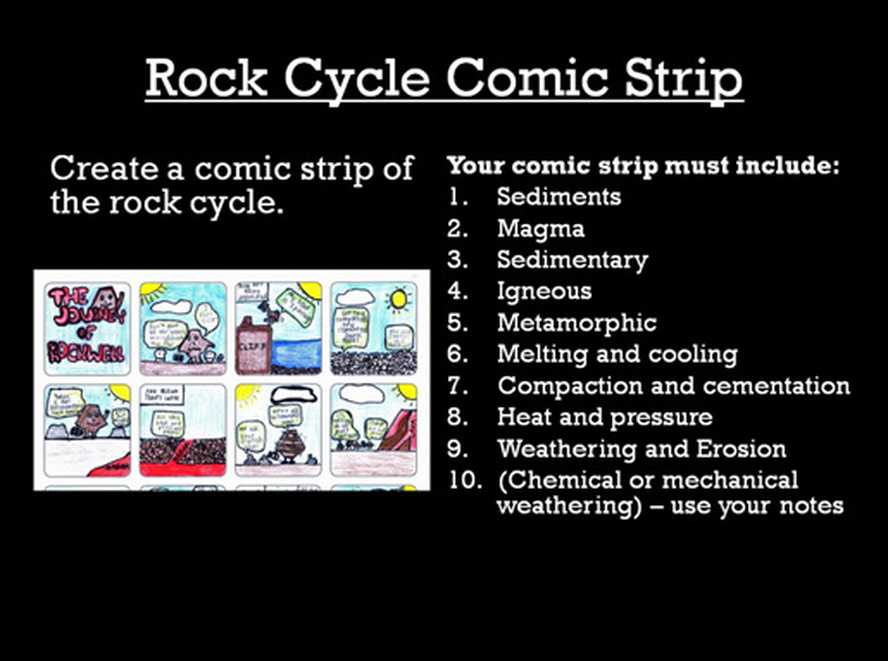 Rock Cycle Comic Strip
Create a comic strip of
the rock cycle.
THE
JOURNEY
OF
ROCKWELL
CLIFF
Your comic strip must include:
1. Sediments
2. Magma
3. Sedimentary
4. Igneous
5. Metamorphic
6. Melting and cooling
7. Compaction and cementation
8. Heat and pressure
9. Weathering and Erosion
10. (Chemical or mechanical
weathering) – use your notes